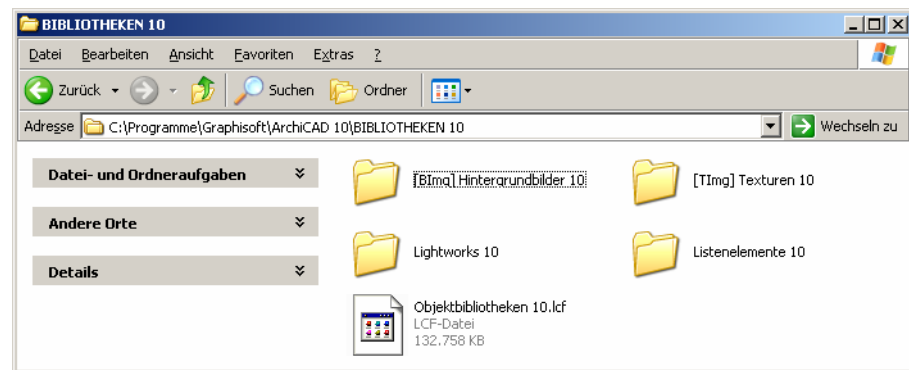 BIBLIOTHEKEN 10
Datei Bearbeiten Ansicht Favoriten Extras ?
Zurück Suchen Ordner
Adresse C:\Programme\Graphisoft\ArchiCAD 10\BIBLIOTHEKEN 10 Wechseln zu
Datei- und Ordneraufgaben
Andere Orte
Details
[BImg] Hintergrundbilder 10
[TImg] Texturen 10
Lightworks 10
Listenelemente 10
Objektbibliotheken 10.lcf
LCF-Datei
132.758 KB